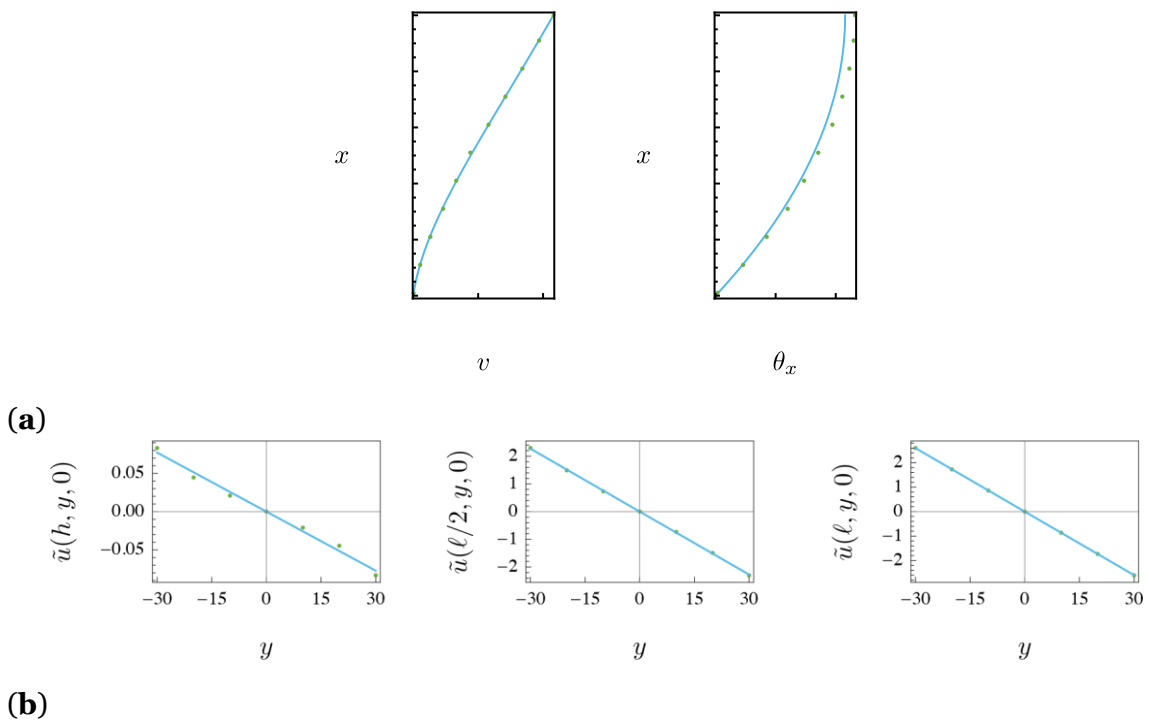 x x
v θ_x
(a)
ũ(h, y, 0) 0.05 0.00 −0.05 −30 −15 0 15 30 y
ũ(ℓ/2, y, 0) 2 1 0 −1 −2 −30 −15 0 15 30 y
ũ(ℓ, y, 0) 2 1 0 −1 −2 −30 −15 0 15 30 y
(b)